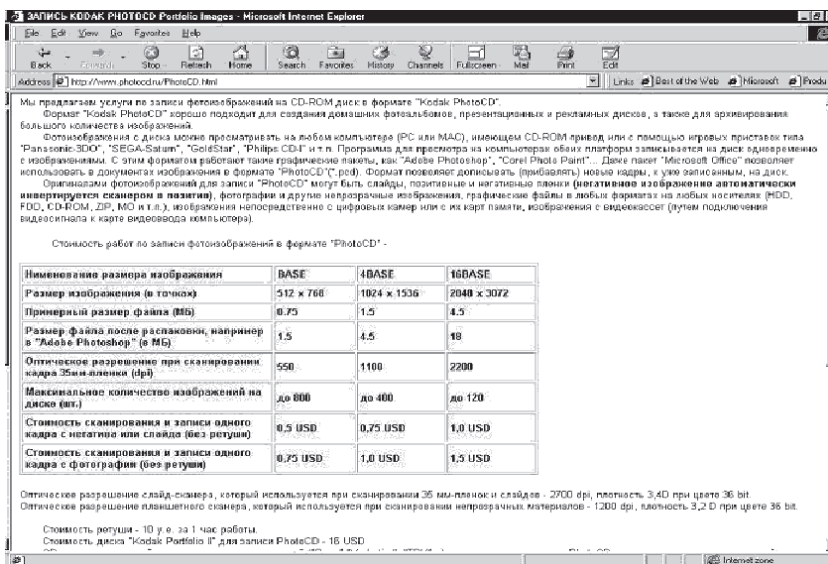 ЗАПИСЬ KODAK PHOTOCD Portfolio Images - Microsoft Internet Explorer
File Edit View Go Favorites Help
Back Forward Stop Refresh Home Search Favorites History Channels Fullscreen Mail Print Edit
Address http://www.photocd.ru/PhotoCD.html Links Best of the Web Microsoft Produ
Мы предлагаем услуги по записи фотоизображений на CD-ROM диск в формате "Kodak PhotoCD".
Формат "Kodak PhotoCD" хорошо подходит для создания домашних фотоальбомов, презентационных и рекламных дисков, а также для архивирования
большого количества изображений.
Фотоизображения с диска можно просматривать на любом компьютере (PC или MAC), имеющем CD-ROM привод или с помощью игровых приставок типа
"Panasonic-3DO", "SEGA-Saturn", "GoldStar", "Philips CD-I" и т.п. Программа для просмотра на компьютерах обеих платформ записывается на диск одновременно
с изображениями. С этим форматом работают такие графические пакеты, как "Adobe Photoshop", "Corel Photo Paint"... Даже пакет "Microsoft Office" позволяет
использовать в документах изображения в формате "PhotoCD"(*.pcd). Формат позволяет дописывать (прибавлять) новые кадры, к уже записанным, на диск.
Оригиналами фотоизображений для записи "PhotoCD" могут быть слайды, позитивные и негативные пленки (негативное изображение автоматически
инвертируется сканером в позитив), фотографии и другие непрозрачные изображения, графические файлы в любых форматах на любых носителях (HDD,
FDD, CD-ROM, ZIP, MO и т.п.), изображения непосредственно с цифровых камер или с их карт памяти, изображения с видеокассет (путем подключения
видеосигнала к карте видеоввода компьютера).
Стоимость работ по записи фотоизображений в формате "PhotoCD" -
Наименование размера изображения BASE 4BASE 16BASE
Размер изображения (в точках) 512 x 768 1024 x 1536 2048 x 3072
Примерный размер файла (Мб) 0.75 1.5 4.5
Размер файла после распаковки, например
в "Adobe Photoshop" (в МБ) 1.5 4.5 18
Оптическое разрешение при сканировании
кадра 35мм-пленки (dpi) 550 1100 2200
Максимальное количество изображений на
диске (шт.) до 800 до 400 до 120
Стоимость сканирования и записи одного
кадра с негатива или слайда (без ретуши) 0,5 USD 0,75 USD 1,0 USD
Стоимость сканирования и записи одного
кадра с фотографии (без ретуши) 0,75 USD 1,0 USD 1,5 USD
Оптическое разрешение слайд-сканера, который используется при сканировании 35 мм-пленок и слайдов - 2700 dpi, плотность 3,4D при цвете 36 bit.
Оптическое разрешение планшетного сканера, который используется при сканировании непрозрачных материалов - 1200 dpi, плотность 3,2 D при цвете 36 bit.
Стоимость ретуши - 10 у.е. за 1 час работы.
Стоимость диска "Kodak Portfolio II" для записи PhotoCD - 16 USD
Internet zone